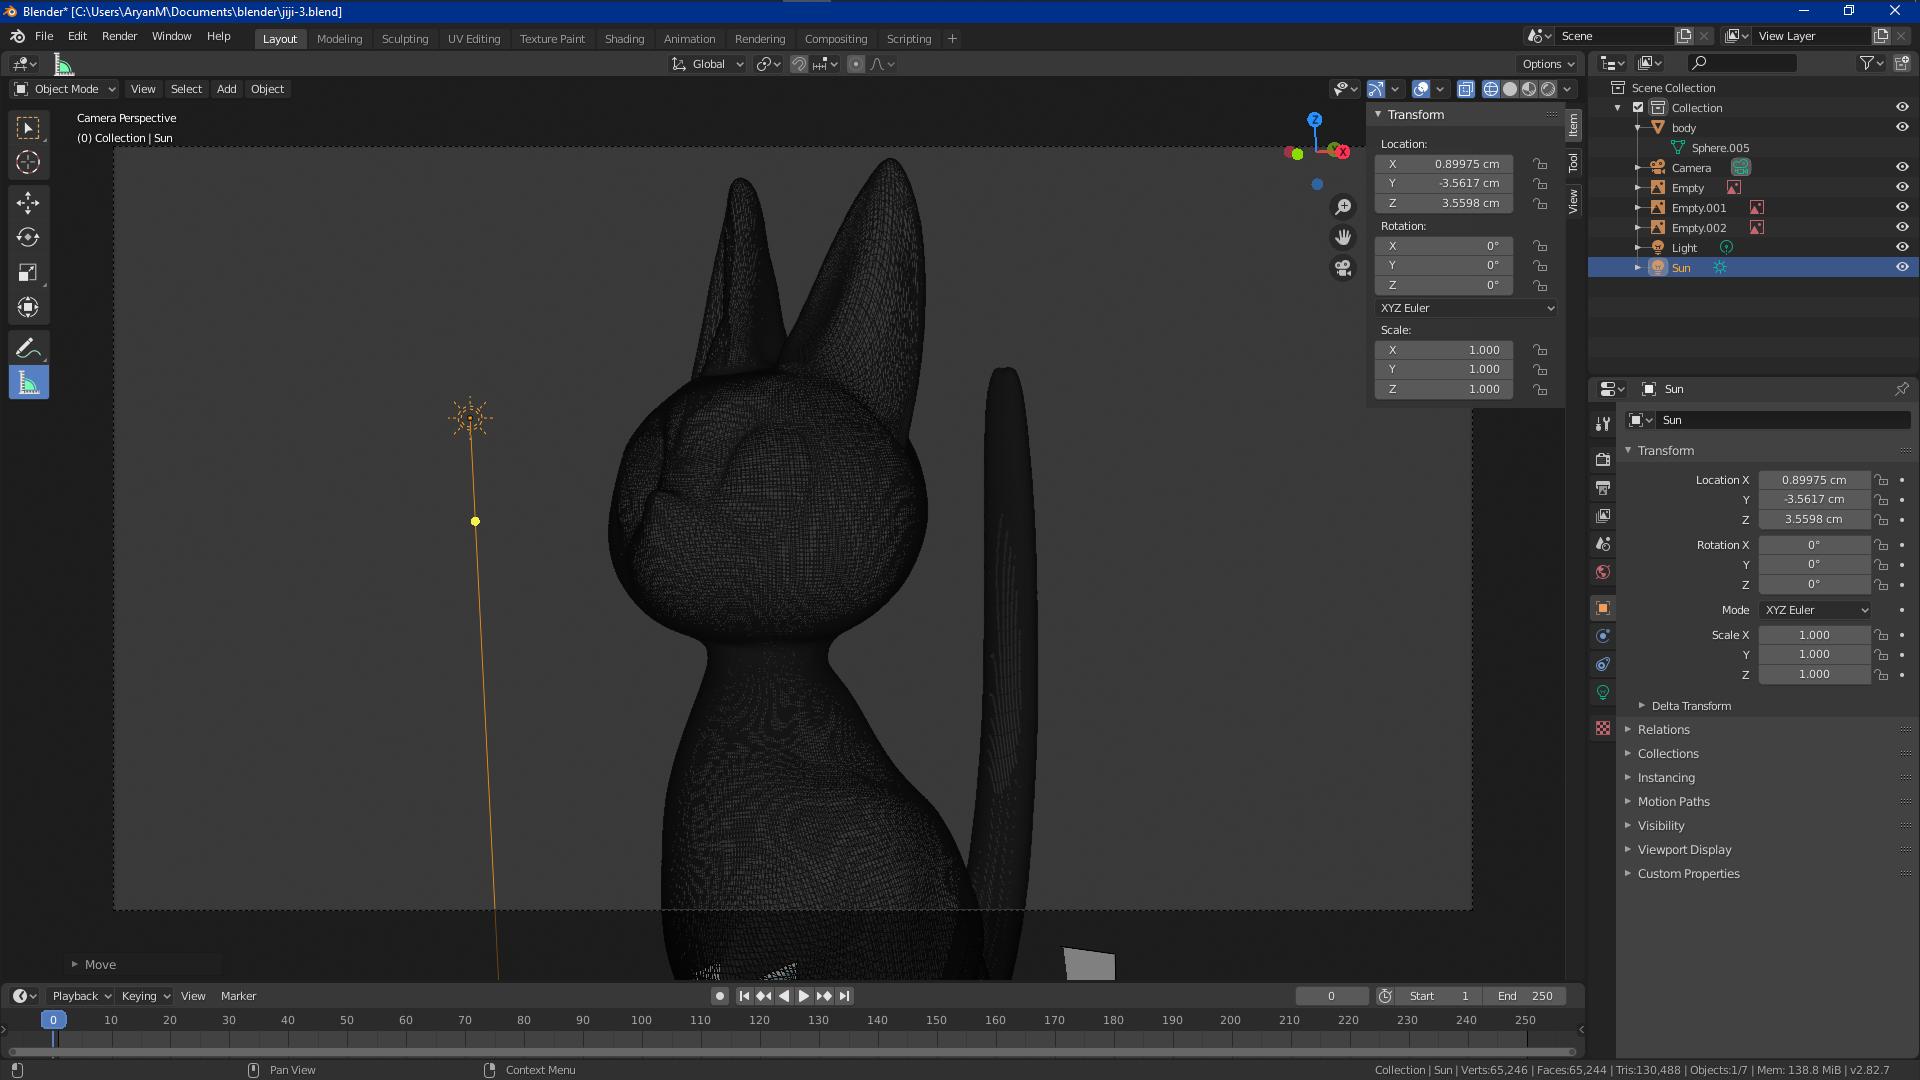 Blender* [C:\Users\AryanM\Documents\blender\jiji-3.blend]
File Edit Render Window Help
Layout Modeling Sculpting UV Editing Texture Paint Shading Animation Rendering Compositing Scripting +
Scene
View Layer
Global
Options
Object Mode View Select Add Object
Camera Perspective
(0) Collection | Sun
Z
Y
X
Transform
Location:
X 0.89975 cm
Y -3.5617 cm
Z 3.5598 cm
Rotation:
X 0°
Y 0°
Z 0°
XYZ Euler
Scale:
X 1.000
Y 1.000
Z 1.000
Item
Tool
View
Scene Collection
Collection
body
Sphere.005
Camera
Empty
Empty.001
Empty.002
Light
Sun
Sun
Sun
Transform
Location X 0.89975 cm
Y -3.5617 cm
Z 3.5598 cm
Rotation X 0°
Y 0°
Z 0°
Mode XYZ Euler
Scale X 1.000
Y 1.000
Z 1.000
Delta Transform
Relations
Collections
Instancing
Motion Paths
Visibility
Viewport Display
Custom Properties
Move
Playback Keying View Marker
0
Start 1
End 250
0 10 20 30 40 50 60 70 80 90 100 110 120 130 140 150 160 170 180 190 200 210 220 230 240 250
Pan View
Context Menu
Collection | Sun | Verts:65,246 | Faces:65,244 | Tris:130,488 | Objects:1/7 | Mem: 138.8 MiB | v2.82.7